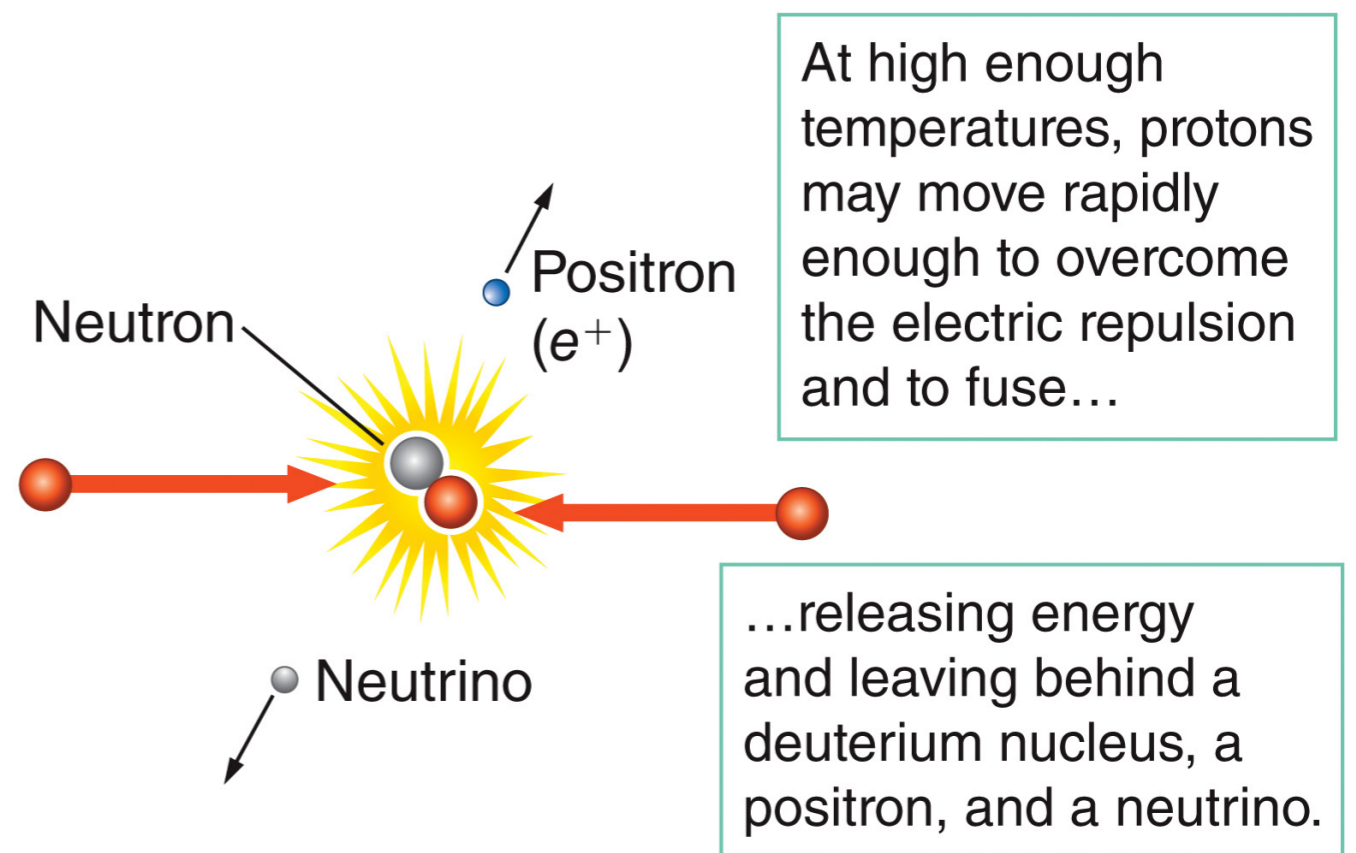 At high enough
temperatures, protons
may move rapidly
enough to overcome
the electric repulsion
and to fuse…
Positron
(e⁺)
Neutron
Neutrino
…releasing energy
and leaving behind a
deuterium nucleus, a
positron, and a neutrino.